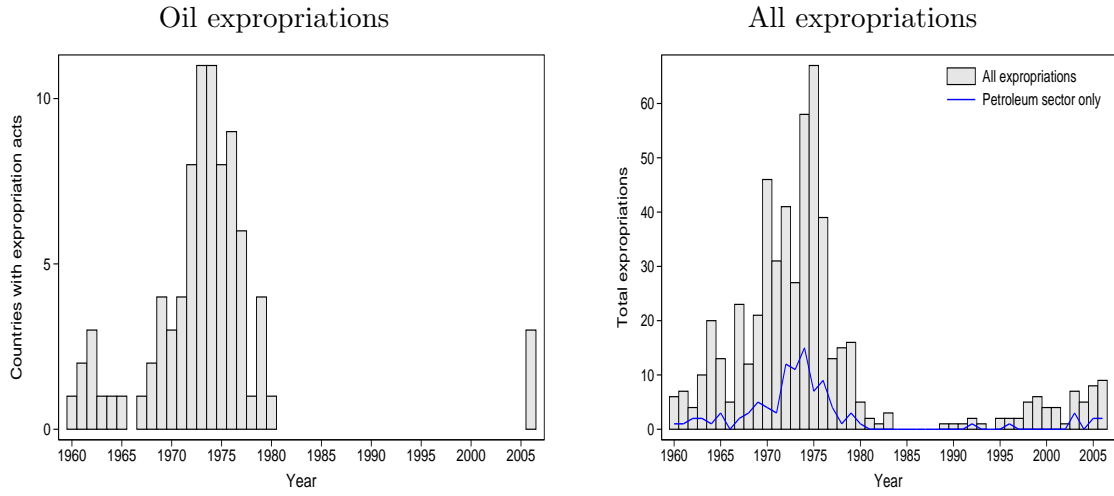 Oil expropriations
Countries with expropriation acts
10
5
0
1960 1965 1970 1975 1980 1985 1990 1995 2000 2005
Year
All expropriations
Total expropriations
60
50
40
30
20
10
0
All expropriations
Petroleum sector only
1960 1965 1970 1975 1980 1985 1990 1995 2000 2005
Year